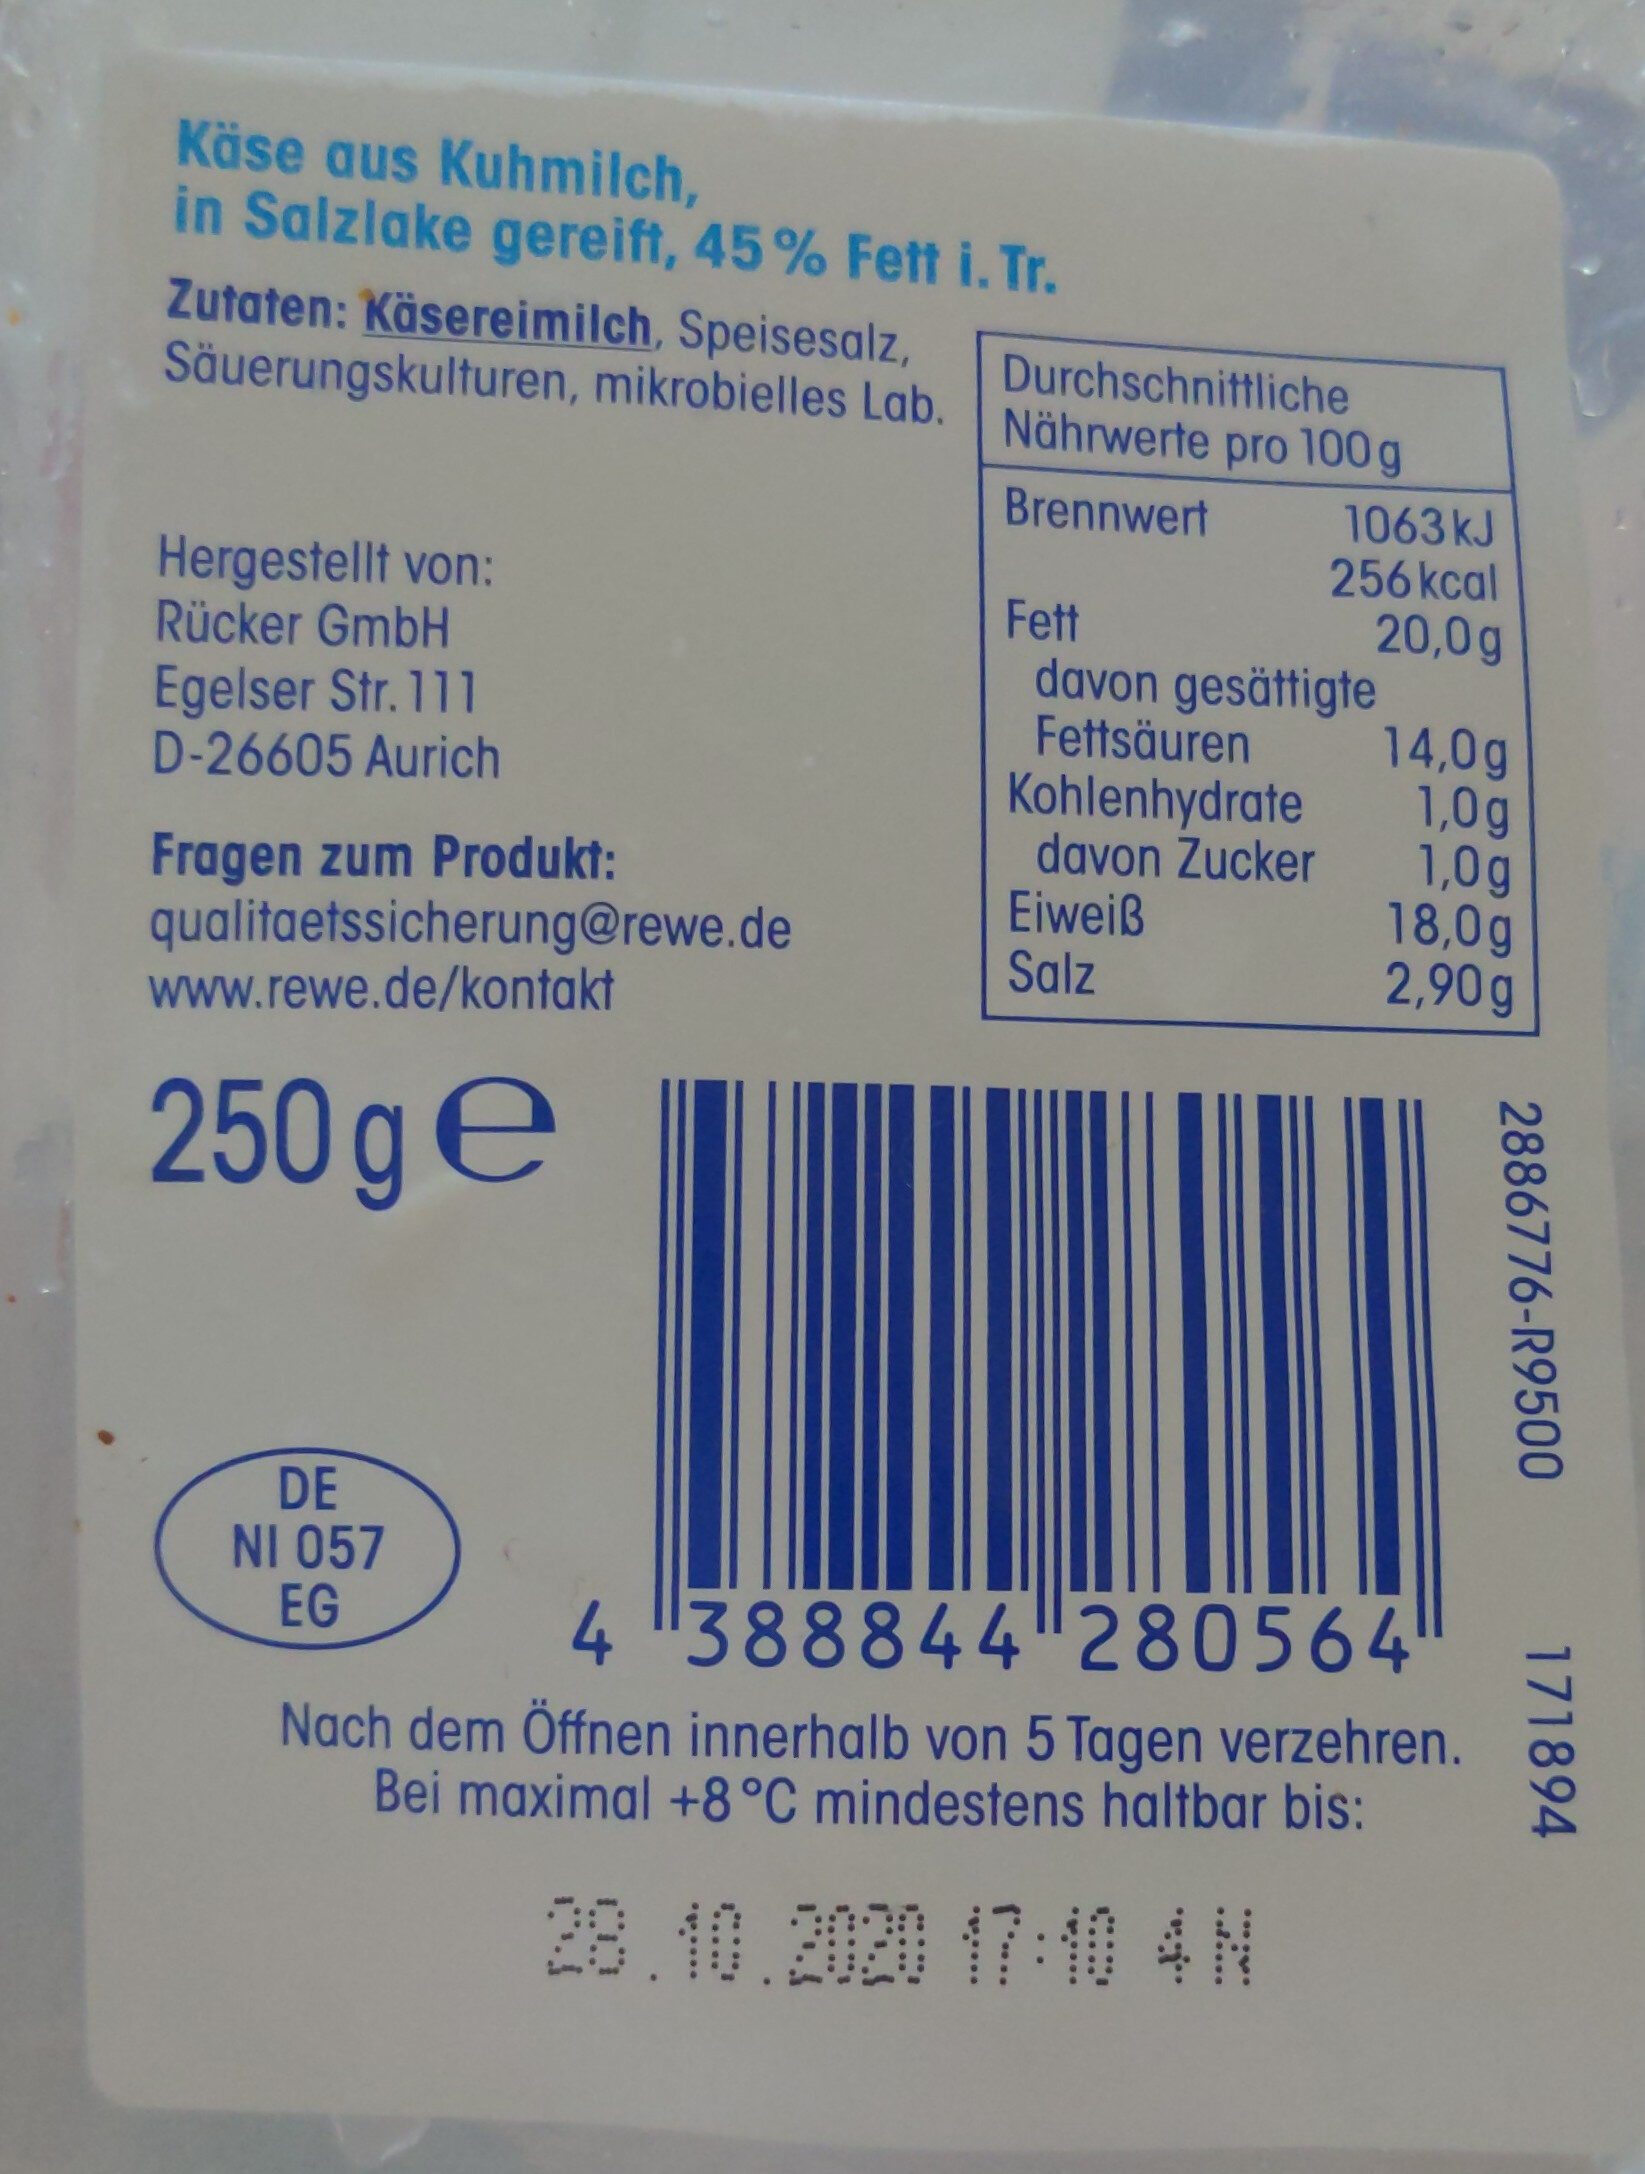 Käse aus Kuhmilch,
in Salzlake gereift, 45 % Fett i. Tr.
Zutaten: Käsereimilch, Speisesalz,
Säuerungskulturen, mikrobielles Lab.
Hergestellt von:
Rücker GmbH
Egelser Str. 111
D-26605 Aurich
Fragen zum Produkt:
qualitaetssicherung@rewe.de
www.rewe.de/kontakt
Durchschnittliche
Nährwerte pro 100 g
Brennwert 1063 kJ
256 kcal
Fett 20,0 g
davon gesättigte
Fettsäuren 14,0 g
Kohlenhydrate 1,0 g
davon Zucker 1,0 g
Eiweiß 18,0 g
Salz 2,90 g
250 g e
DE
NI 057
EG
4 388844 280564
2886776-R9500 171894
Nach dem Öffnen innerhalb von 5 Tagen verzehren.
Bei maximal +8 °C mindestens haltbar bis:
28.10.2020 17:10 4 N